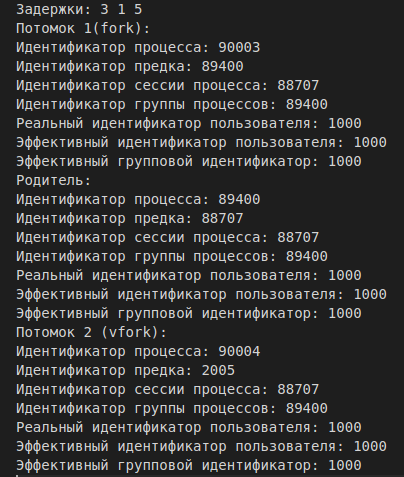 Задержки: 3 1 5
Потомок 1(fork):
Идентификатор процесса: 90003
Идентификатор предка: 89400
Идентификатор сессии процесса: 88707
Идентификатор группы процессов: 89400
Реальный идентификатор пользователя: 1000
Эффективный идентификатор пользователя: 1000
Эффективный групповой идентификатор: 1000
Родитель:
Идентификатор процесса: 89400
Идентификатор предка: 88707
Идентификатор сессии процесса: 88707
Идентификатор группы процессов: 89400
Реальный идентификатор пользователя: 1000
Эффективный идентификатор пользователя: 1000
Эффективный групповой идентификатор: 1000
Потомок 2 (vfork):
Идентификатор процесса: 90004
Идентификатор предка: 2005
Идентификатор сессии процесса: 88707
Идентификатор группы процессов: 89400
Реальный идентификатор пользователя: 1000
Эффективный идентификатор пользователя: 1000
Эффективный групповой идентификатор: 1000